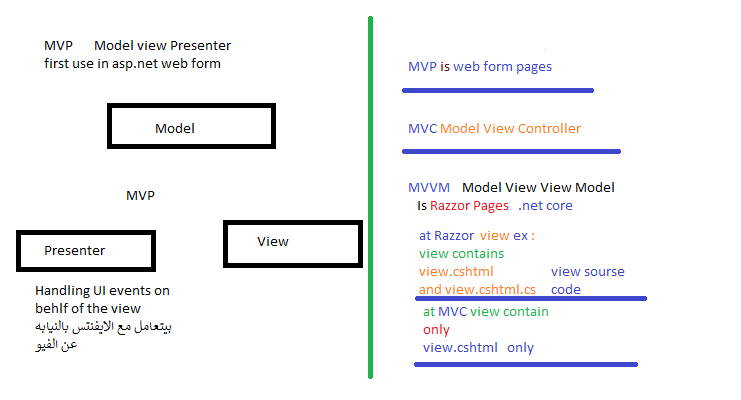 MVP Model view Presenter
first use in asp.net web form
Model
MVP
Presenter
View
Handling UI events on
behlf of the view
بيتعامل مع الايفنتس بالنيابه
عن الفيو
MVP is web form pages
MVC Model View Controller
MVVM Model View View Model
Is Razzor Pages .net core
at Razzor view ex :
view contains
view.cshtml view sourse
and view.cshtml.cs code
at MVC view contain
only
view.cshtml only